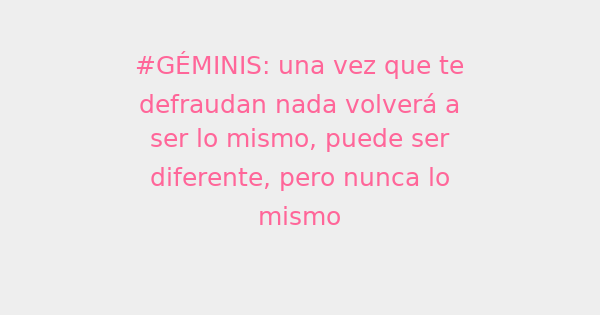 #GÉMINIS: una vez que te
defraudan nada volverá a
ser lo mismo, puede ser
diferente, pero nunca lo
mismo